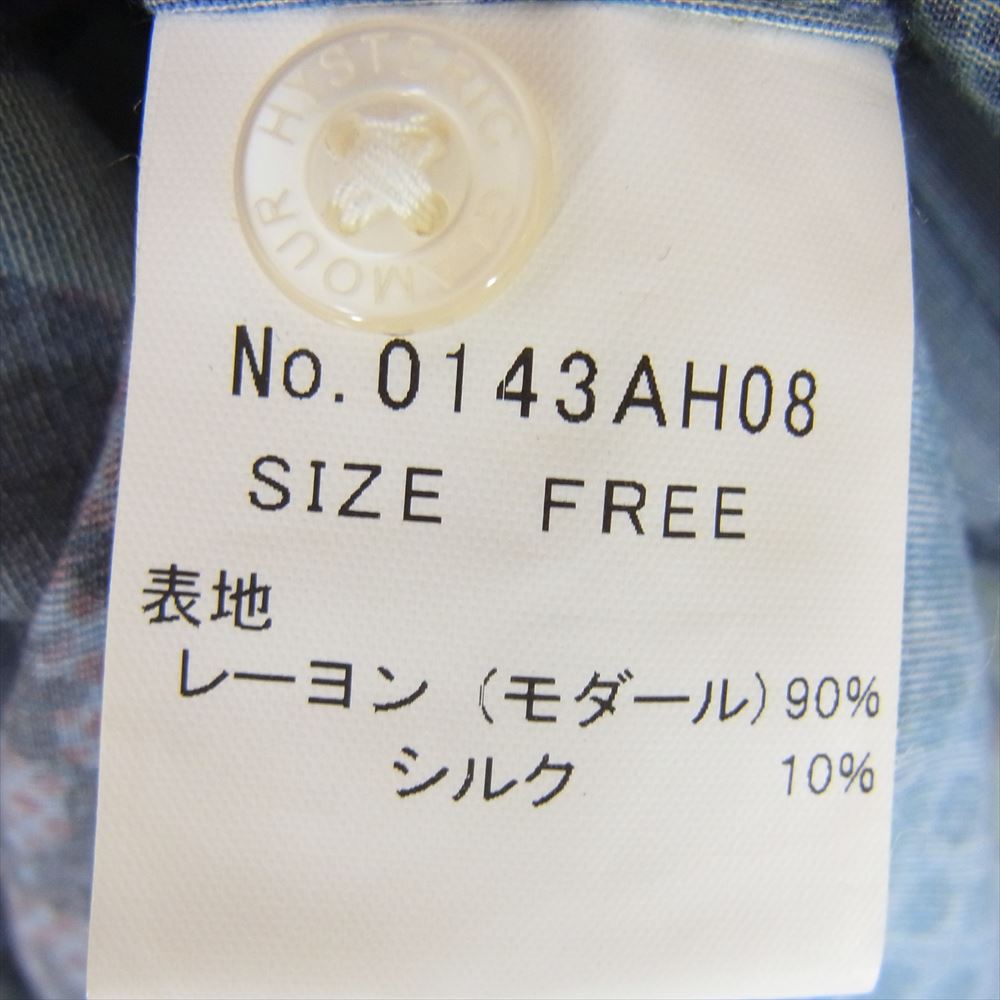 HYSTERIC GLAMOUR
No.0143AH08
SIZE FREE
表地
レーヨン（モダール）90%
シルク 10%